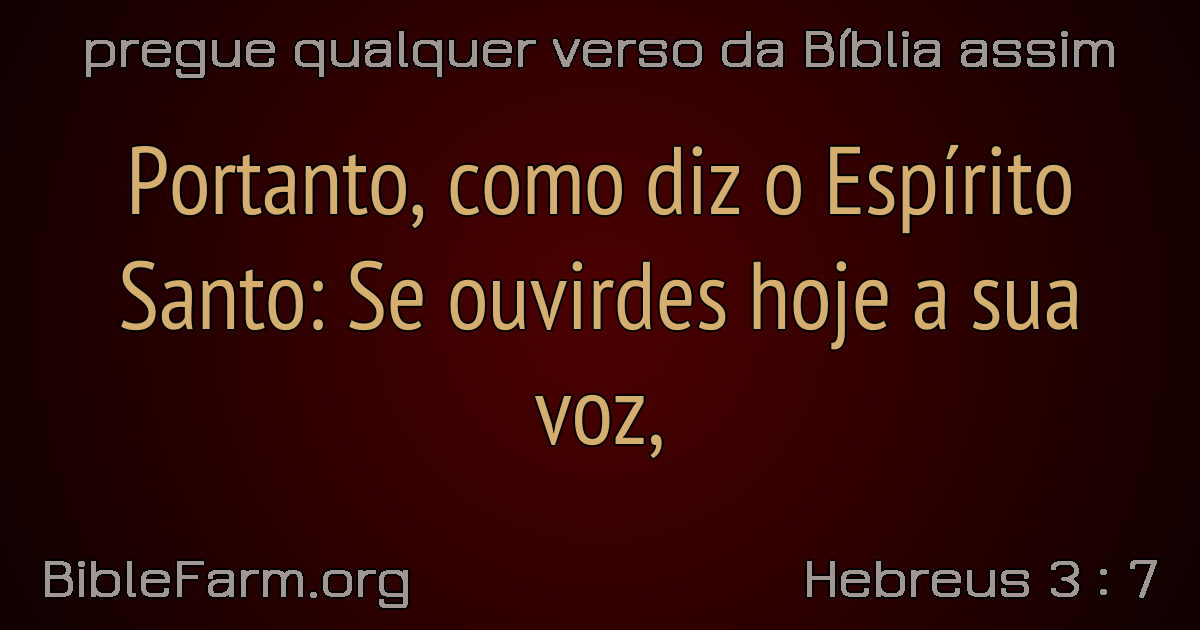 pregue qualquer verso da Bíblia assim
Portanto, como diz o Espírito
Santo: Se ouvirdes hoje a sua
voz,
BibleFarm.org
Hebreus 3 : 7